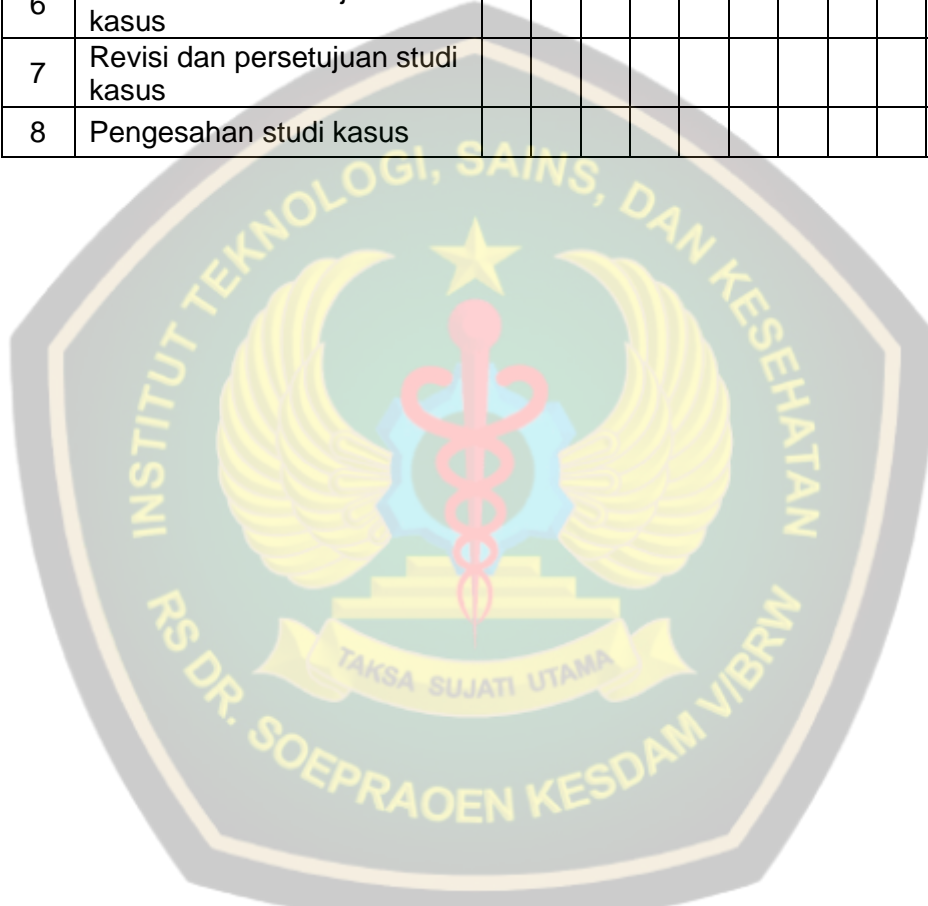 6
kasus
7 Revisi dan persetujuan studi
kasus
8 Pengesahan studi kasus
INSTITUT TEKNOLOGI, SAINS, DAN KESEHATAN
TAKSA SUJATI UTAMA
RS DR. SOEPRAOEN KESDAM V/BRW